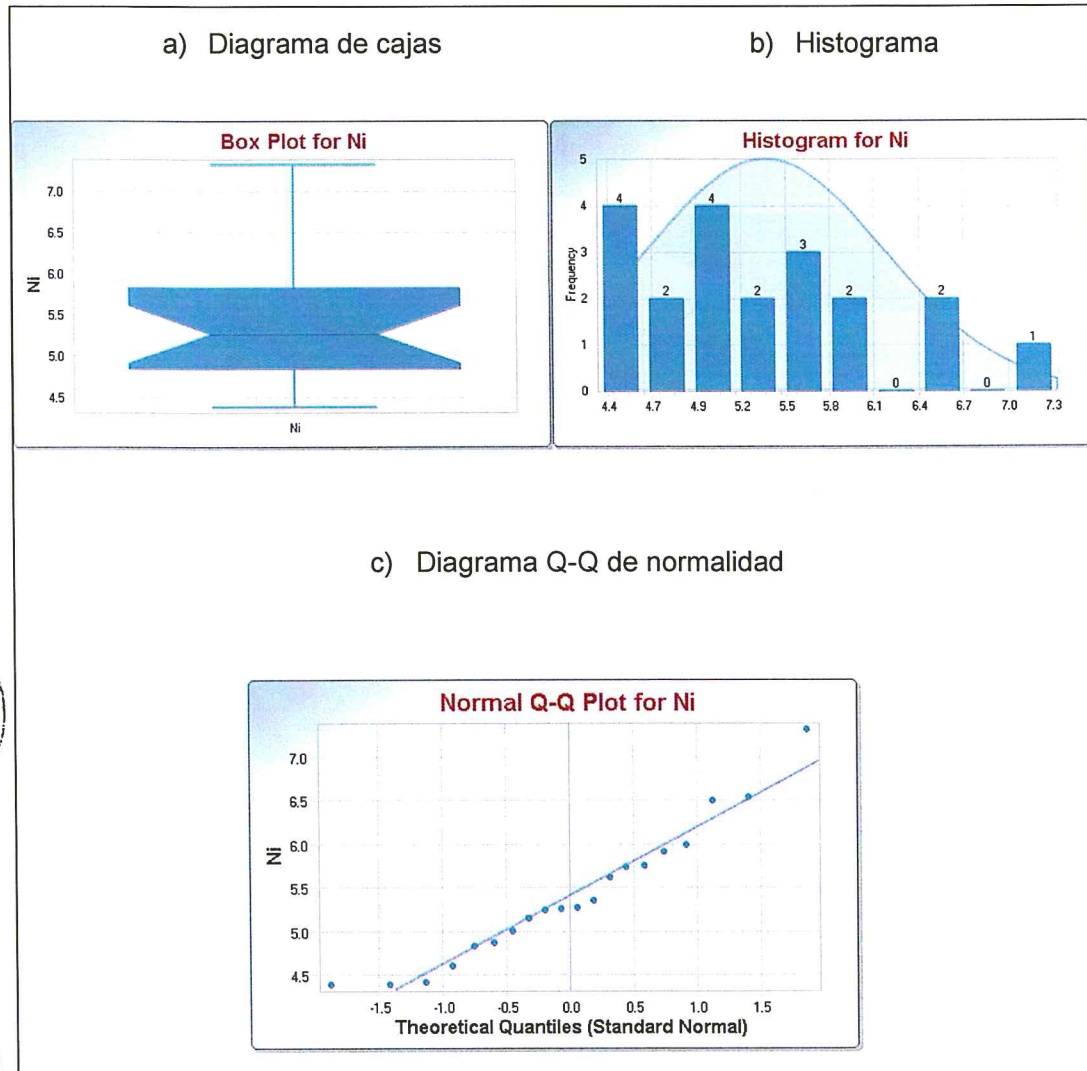 a) Diagrama de cajas
b) Histograma
Box Plot for Ni
Ni
7.0
6.5
6.0
5.5
5.0
4.5
Ni
Histogram for Ni
Frequency
5
4
3
2
1
0
4
2
4
2
3
2
0
2
0
1
4.4 4.7 4.9 5.2 5.5 5.8 6.1 6.4 6.7 7.0 7.3
c) Diagrama Q-Q de normalidad
Normal Q-Q Plot for Ni
Ni
7.0
6.5
6.0
5.5
5.0
4.5
-1.5 -1.0 -0.5 0.0 0.5 1.0 1.5
Theoretical Quantiles (Standard Normal)